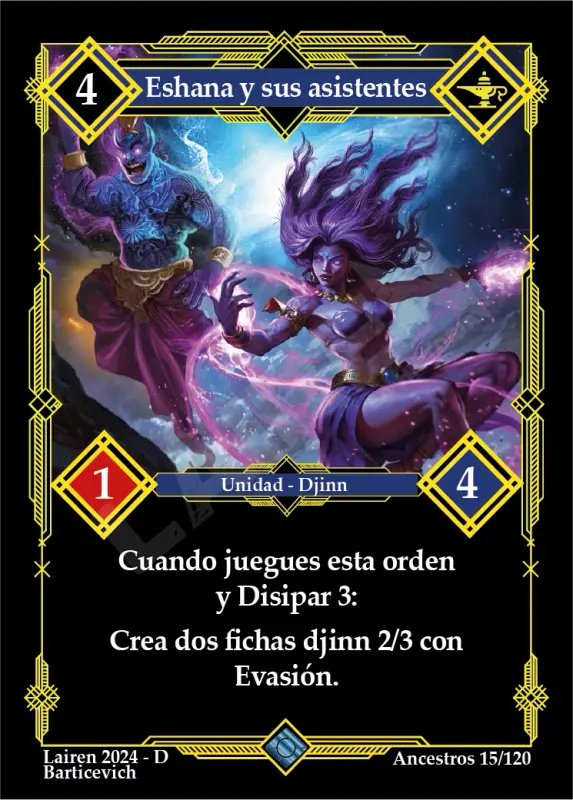 4
Eshana y sus asistentes
1
Unidad - Djinn
4
Cuando juegues esta orden
y Disipar 3:
Crea dos fichas djinn 2/3 con
Evasión.
Lairen 2024 - D
Barticevich
Ancestros 15/120